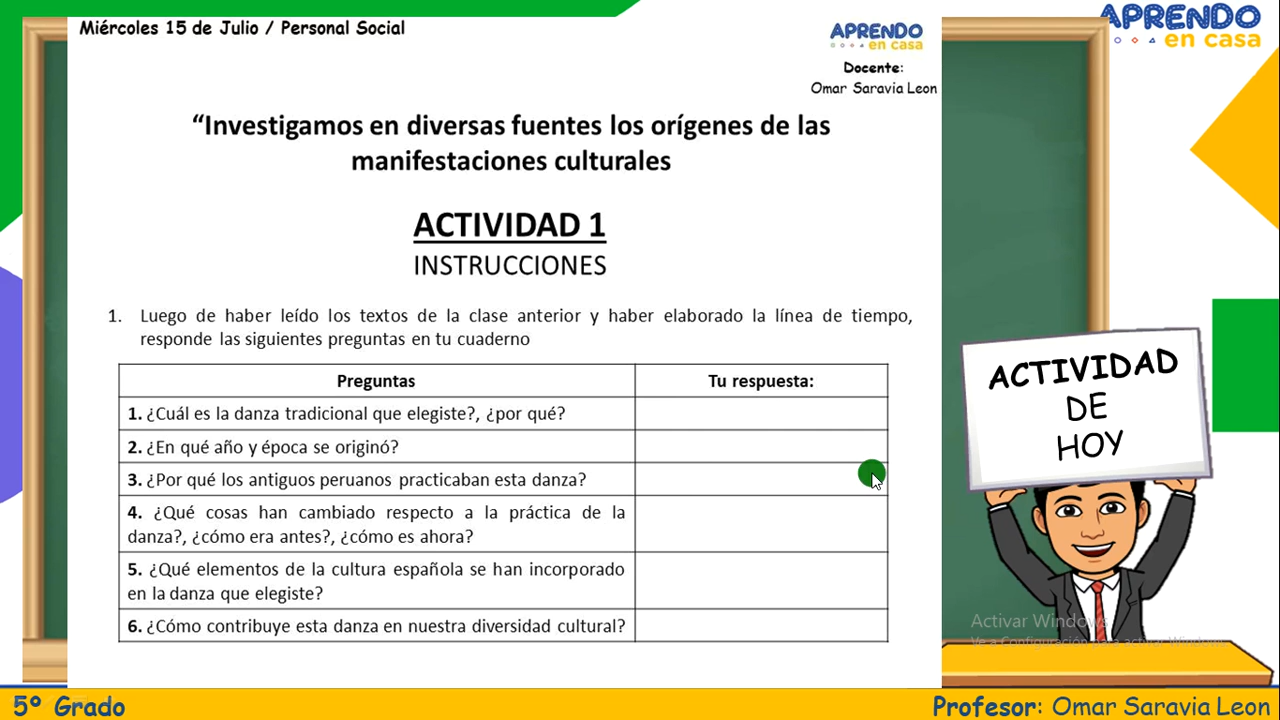 Miércoles 15 de Julio / Personal Social
APRENDO
en casa
APRENDO
en casa
Docente:
Omar Saravia Leon
“Investigamos en diversas fuentes los orígenes de las
manifestaciones culturales
ACTIVIDAD 1
INSTRUCCIONES
1. Luego de haber leído los textos de la clase anterior y haber elaborado la línea de tiempo,
responde las siguientes preguntas en tu cuaderno
Preguntas
Tu respuesta:
1. ¿Cuál es la danza tradicional que elegiste?, ¿por qué?
2. ¿En qué año y época se originó?
3. ¿Por qué los antiguos peruanos practicaban esta danza?
4. ¿Qué cosas han cambiado respecto a la práctica de la
danza?, ¿cómo era antes?, ¿cómo es ahora?
5. ¿Qué elementos de la cultura española se han incorporado
en la danza que elegiste?
6. ¿Cómo contribuye esta danza en nuestra diversidad cultural?
ACTIVIDAD
DE
HOY
Activar Windows
Ve a Configuración para activar Windows.
5º Grado
Profesor: Omar Saravia Leon